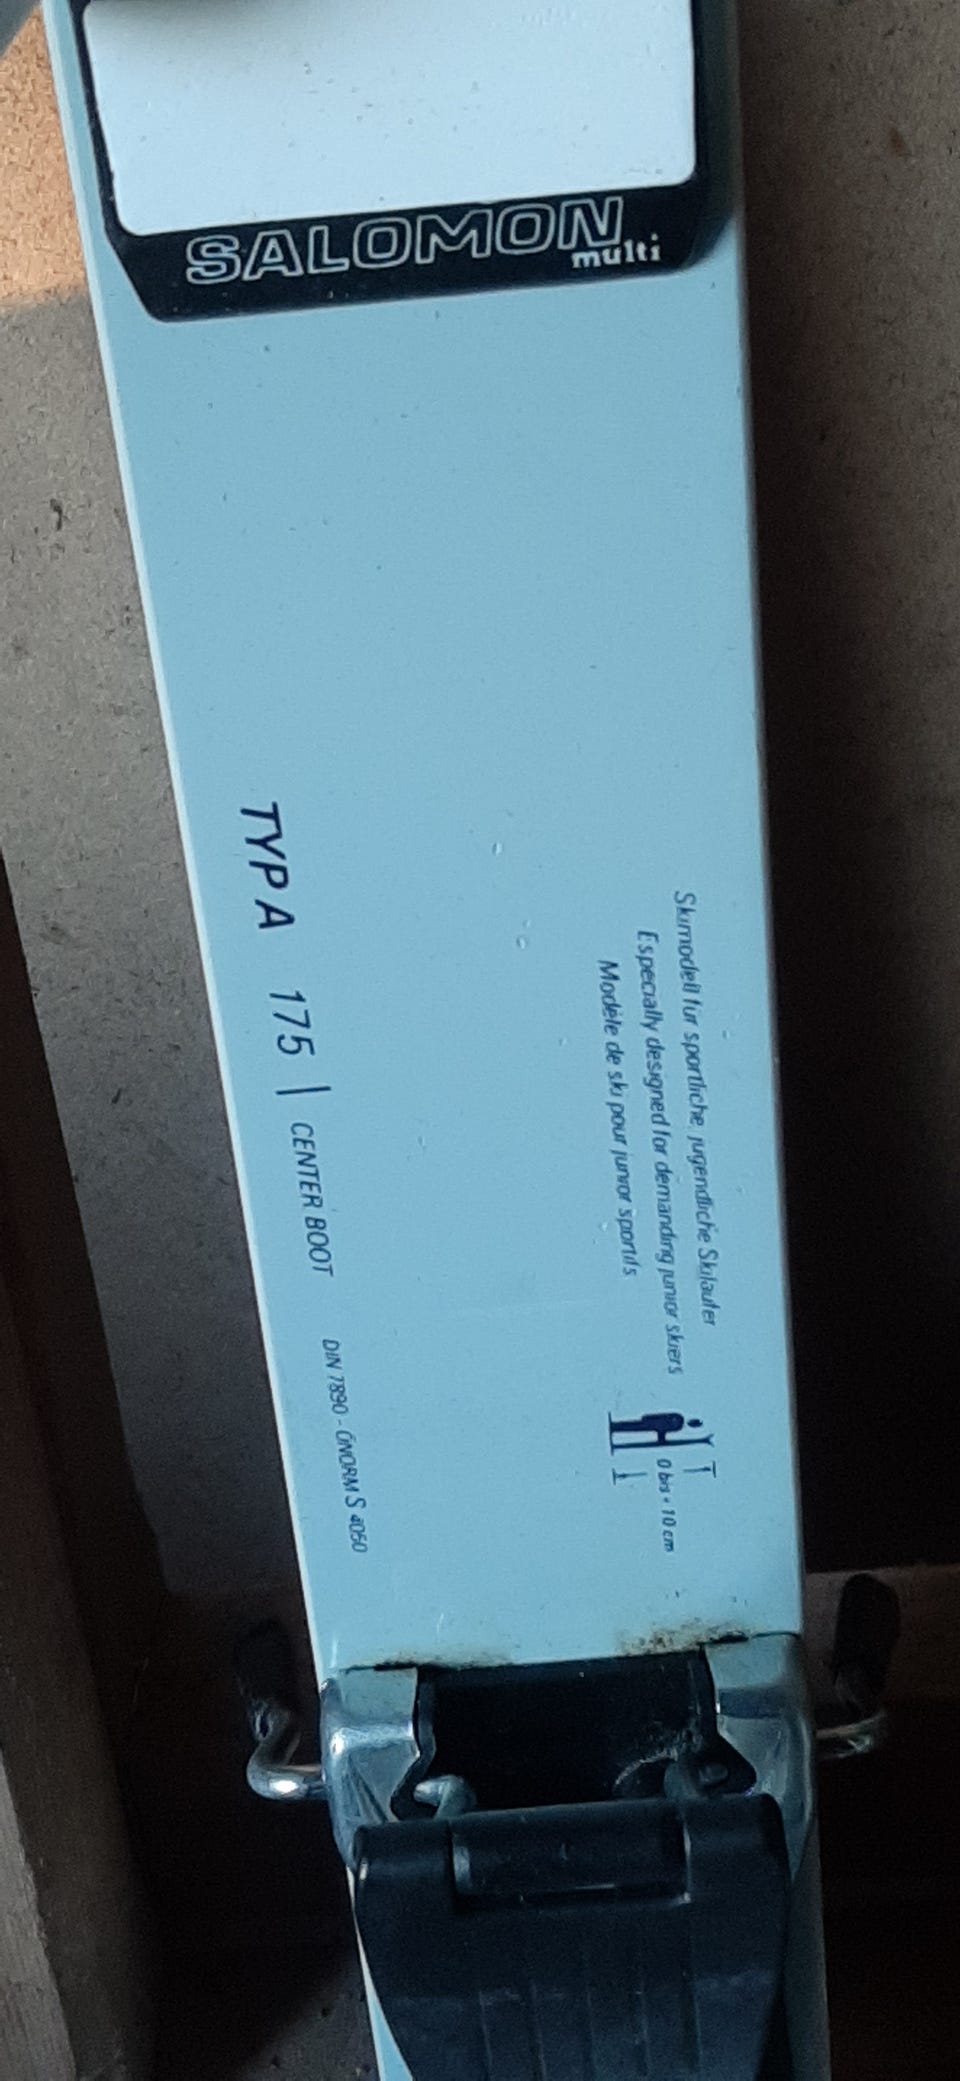 SALOMON
multi
TYP A 175 | CENTER BOOT DIN 7890 - ÖNORM S 4050
Skimodell für sportliche, jugendliche Skiläufer
Especially designed for demanding junior skiers
Modèle de ski pour junior sportifs
0 bis + 10 cm